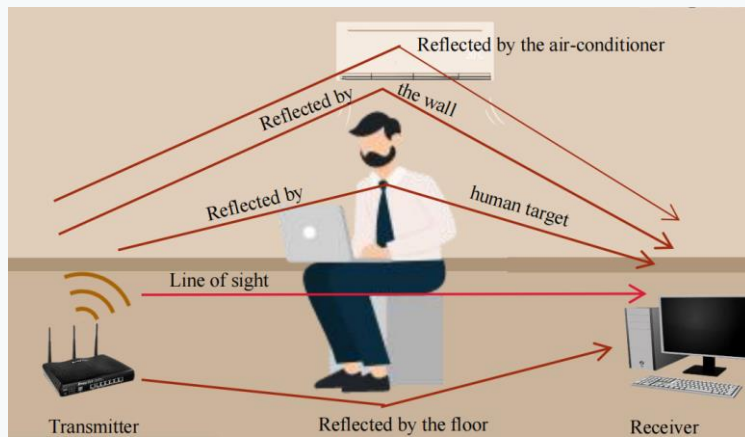 Reflected by the air-conditioner
Reflected by the wall
Reflected by human target
Line of sight
Transmitter
Reflected by the floor
Receiver